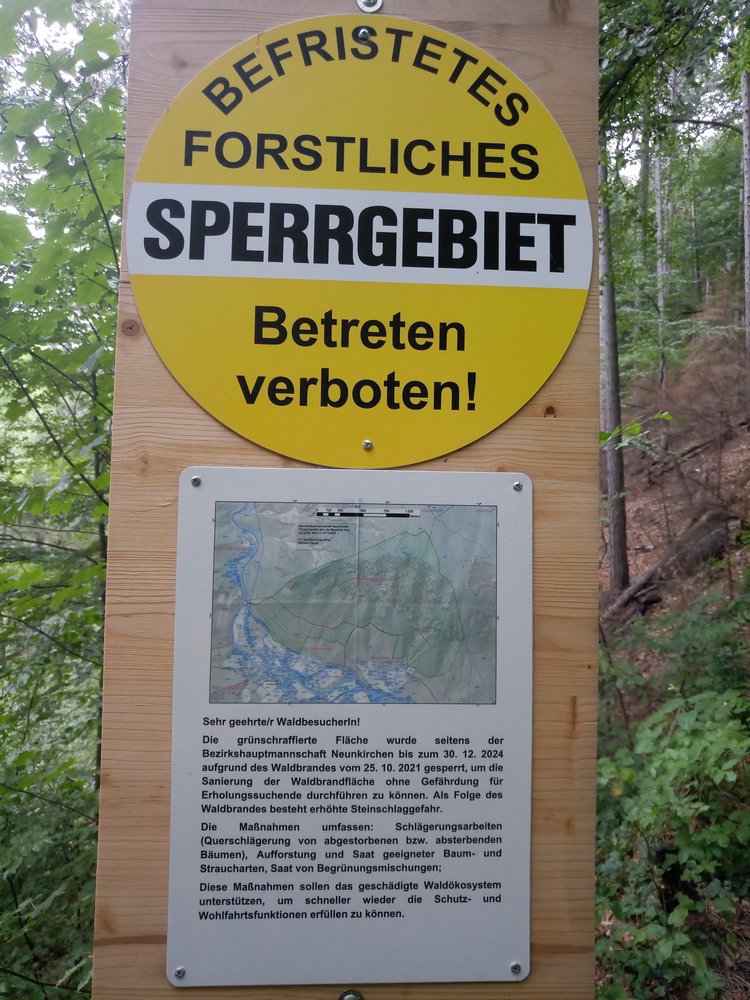 BEFRISTETES
FORSTLICHES
SPERRGEBIET
Betreten
verboten!
Sehr geehrte/r WaldbesucherIn!
Die grünschraffierte Fläche wurde seitens der
Bezirkshauptmannschaft Neunkirchen bis zum 30. 12. 2024
aufgrund des Waldbrandes vom 25. 10. 2021 gesperrt, um die
Sanierung der Waldbrandfläche ohne Gefährdung für
Erholungssuchende durchführen zu können. Als Folge des
Waldbrandes besteht erhöhte Steinschlaggefahr.
Die Maßnahmen umfassen: Schlägerungsarbeiten
(Querschlägerung von abgestorbenen bzw. absterbenden
Bäumen), Aufforstung und Saat geeigneter Baum- und
Straucharten, Saat von Begrünungsmischungen;
Diese Maßnahmen sollen das geschädigte Waldökosystem
unterstützen, um schneller wieder die Schutz- und
Wohlfahrtsfunktionen erfüllen zu können.